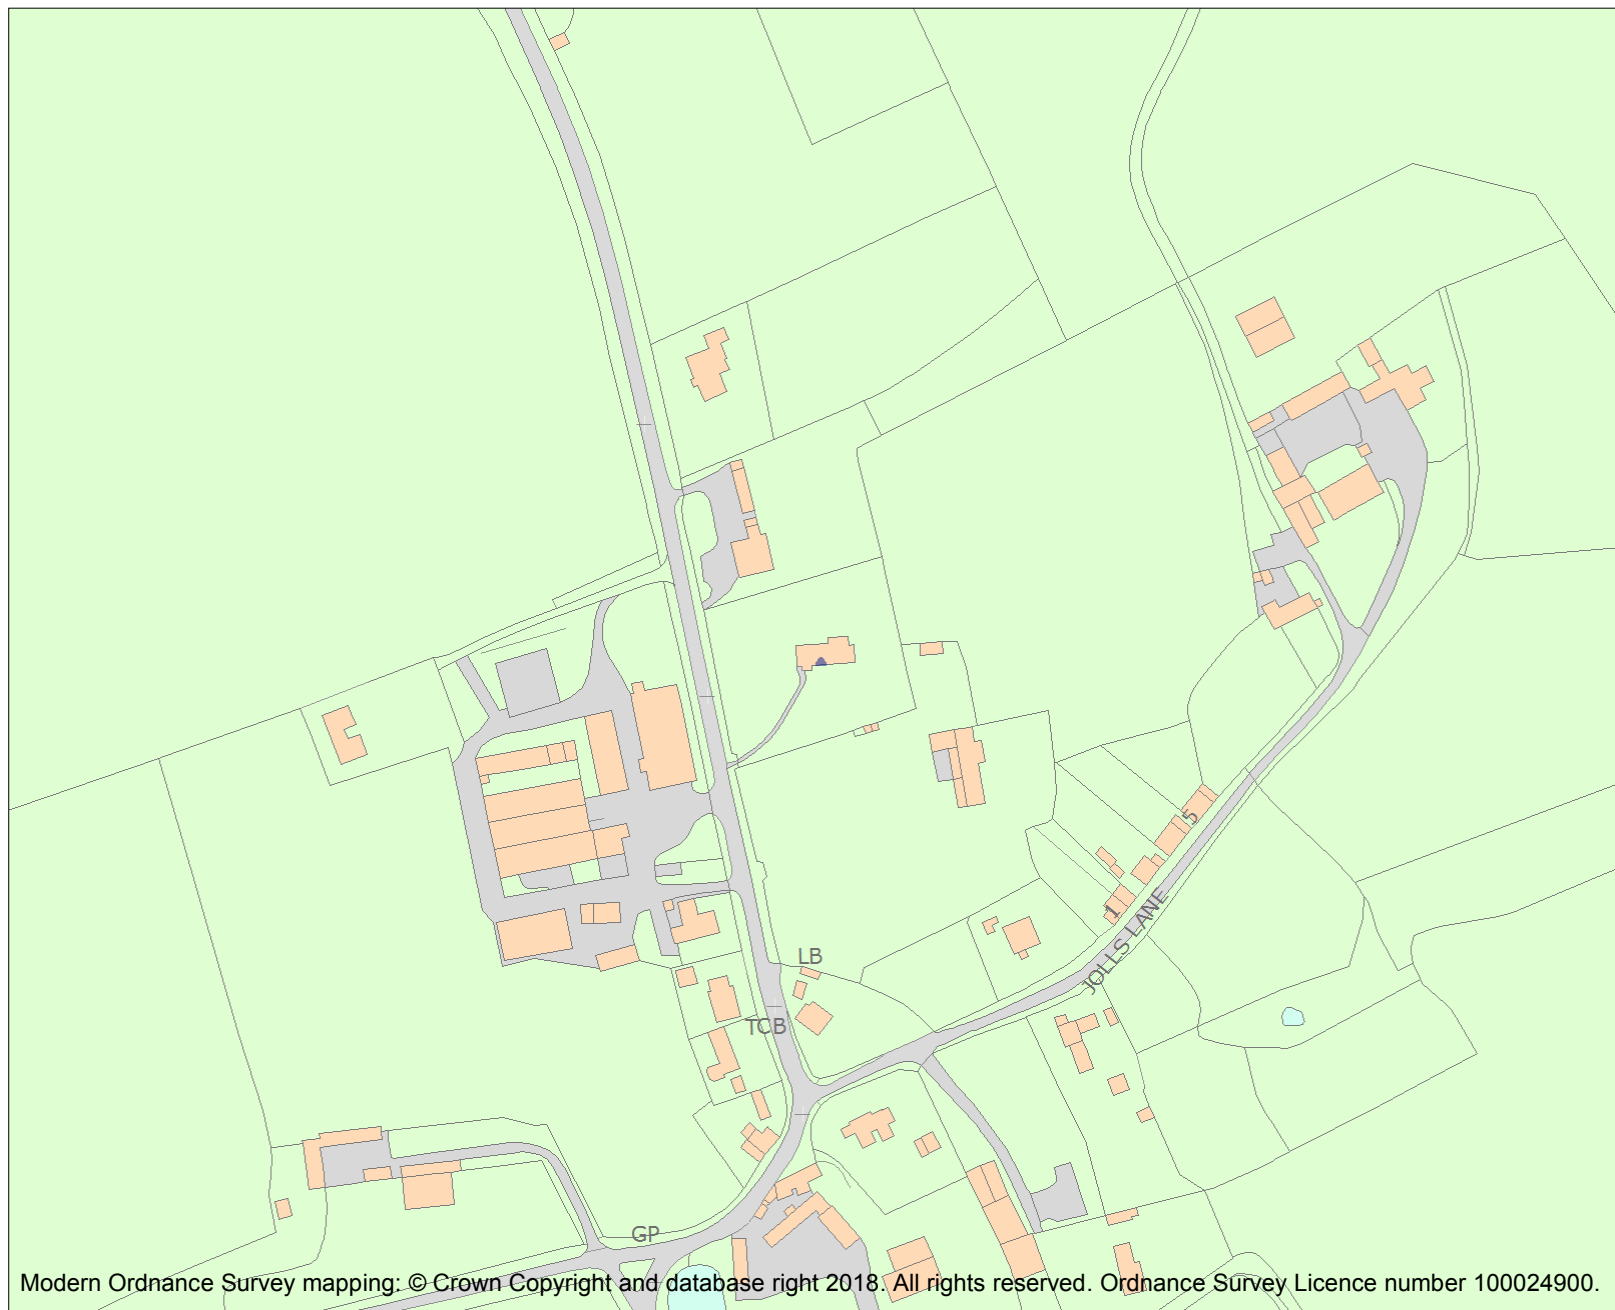 5
1
JOLLS LANE
LB
TCB
GP
Modern Ordnance Survey mapping: © Crown Copyright and database right 2018. All rights reserved. Ordnance Survey Licence number 100024900.